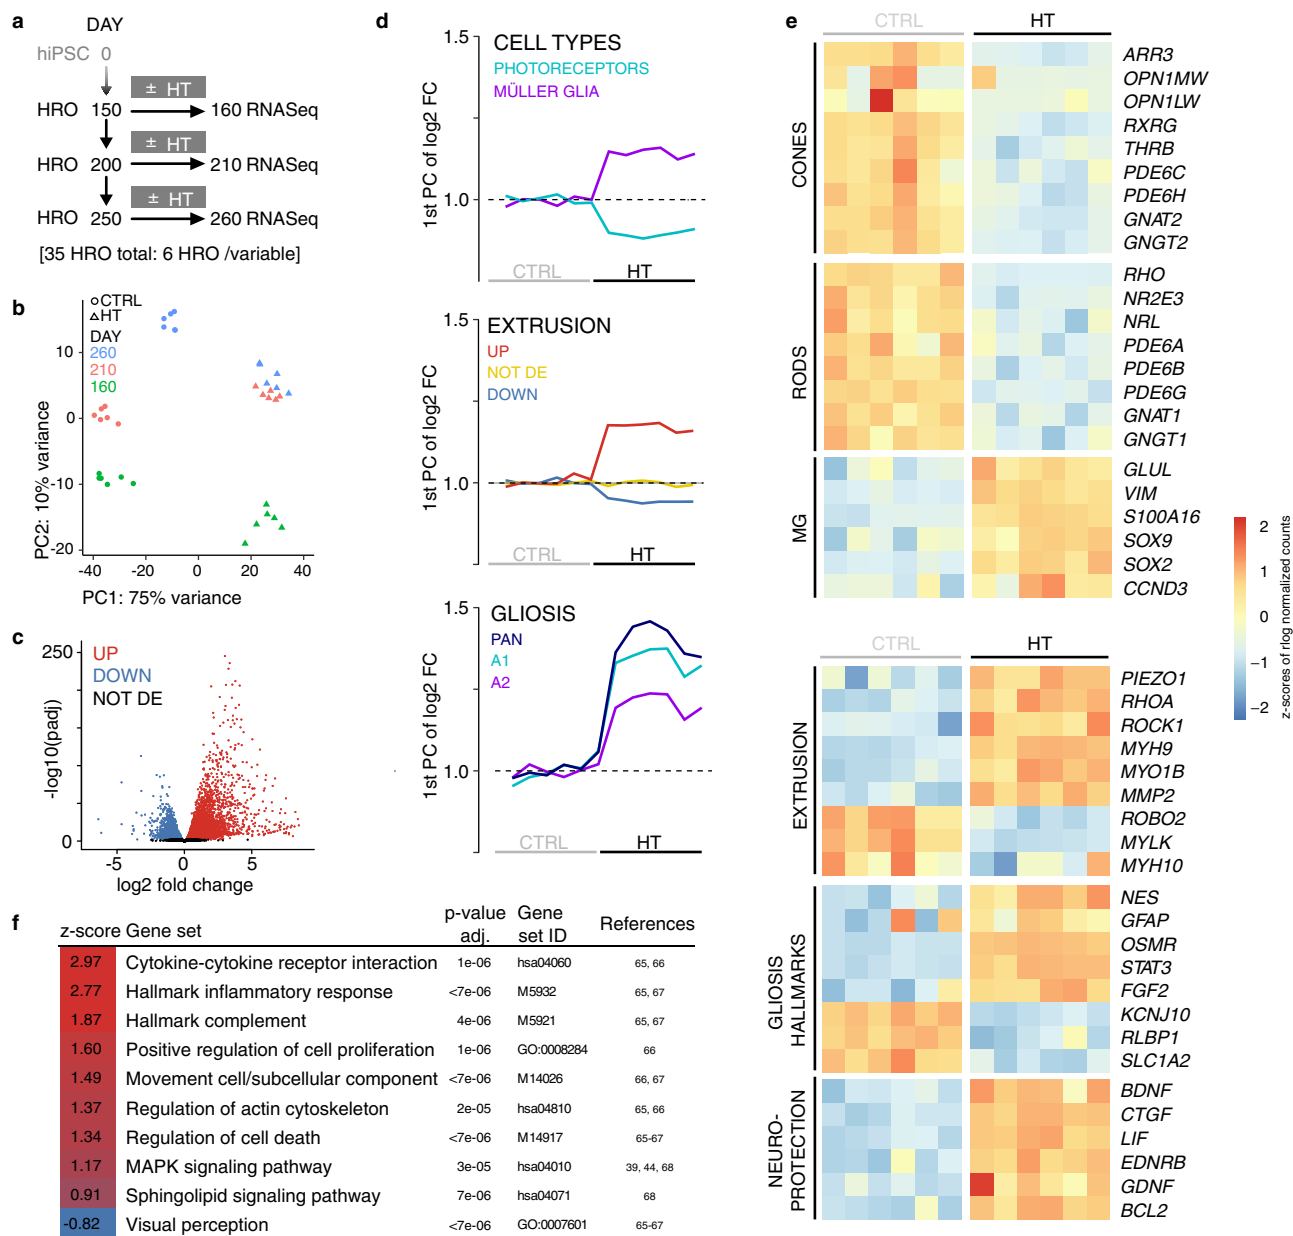 a
DAY
hiPSC 0
± HT
HRO 150 160 RNASeq
± HT
HRO 200 210 RNASeq
± HT
HRO 250 260 RNASeq
[35 HRO total: 6 HRO /variable]
b
CTRL
HT
DAY
260
210
160
10
0
-10
-20
PC2: 10% variance
-40 -20 0 20 40
PC1: 75% variance
c
UP
DOWN
NOT DE
250
0
-log10(padj)
-5 0 5
log2 fold change
d
1.5
1.0
1st PC of log2 FC
CELL TYPES
PHOTORECEPTORS
MÜLLER GLIA
CTRL HT
1.5
1.0
1st PC of log2 FC
EXTRUSION
UP
NOT DE
DOWN
CTRL HT
1.5
1.0
1st PC of log2 FC
GLIOSIS
PAN
A1
A2
CTRL HT
e
CTRL HT
CONES
ARR3
OPN1MW
OPN1LW
RXRG
THRB
PDE6C
PDE6H
GNAT2
GNGT2
RODS
RHO
NR2E3
NRL
PDE6A
PDE6B
PDE6G
GNAT1
GNGT1
MG
GLUL
VIM
S100A16
SOX9
SOX2
CCND3
2
1
0
−1
−2
z-scores of rlog normalized counts
CTRL HT
EXTRUSION
PIEZO1
RHOA
ROCK1
MYH9
MYO1B
MMP2
ROBO2
MYLK
MYH10
GLIOSIS
HALLMARKS
NES
GFAP
OSMR
STAT3
FGF2
KCNJ10
RLBP1
SLC1A2
NEURO-
PROTECTION
BDNF
CTGF
LIF
EDNRB
GDNF
BCL2
f
z-score Gene set p-value adj. Gene set ID References
2.97 Cytokine-cytokine receptor interaction 1e-06 hsa04060 65, 66
2.77 Hallmark inflammatory response <7e-06 M5932 65, 67
1.87 Hallmark complement 4e-06 M5921 65, 67
1.60 Positive regulation of cell proliferation 1e-06 GO:0008284 66
1.49 Movement cell/subcellular component <7e-06 M14026 66, 67
1.37 Regulation of actin cytoskeleton 2e-05 hsa04810 65, 66
1.34 Regulation of cell death <7e-06 M14917 65-67
1.17 MAPK signaling pathway 3e-05 hsa04010 39, 44, 68
0.91 Sphingolipid signaling pathway 7e-06 hsa04071 68
-0.82 Visual perception <7e-06 GO:0007601 65-67